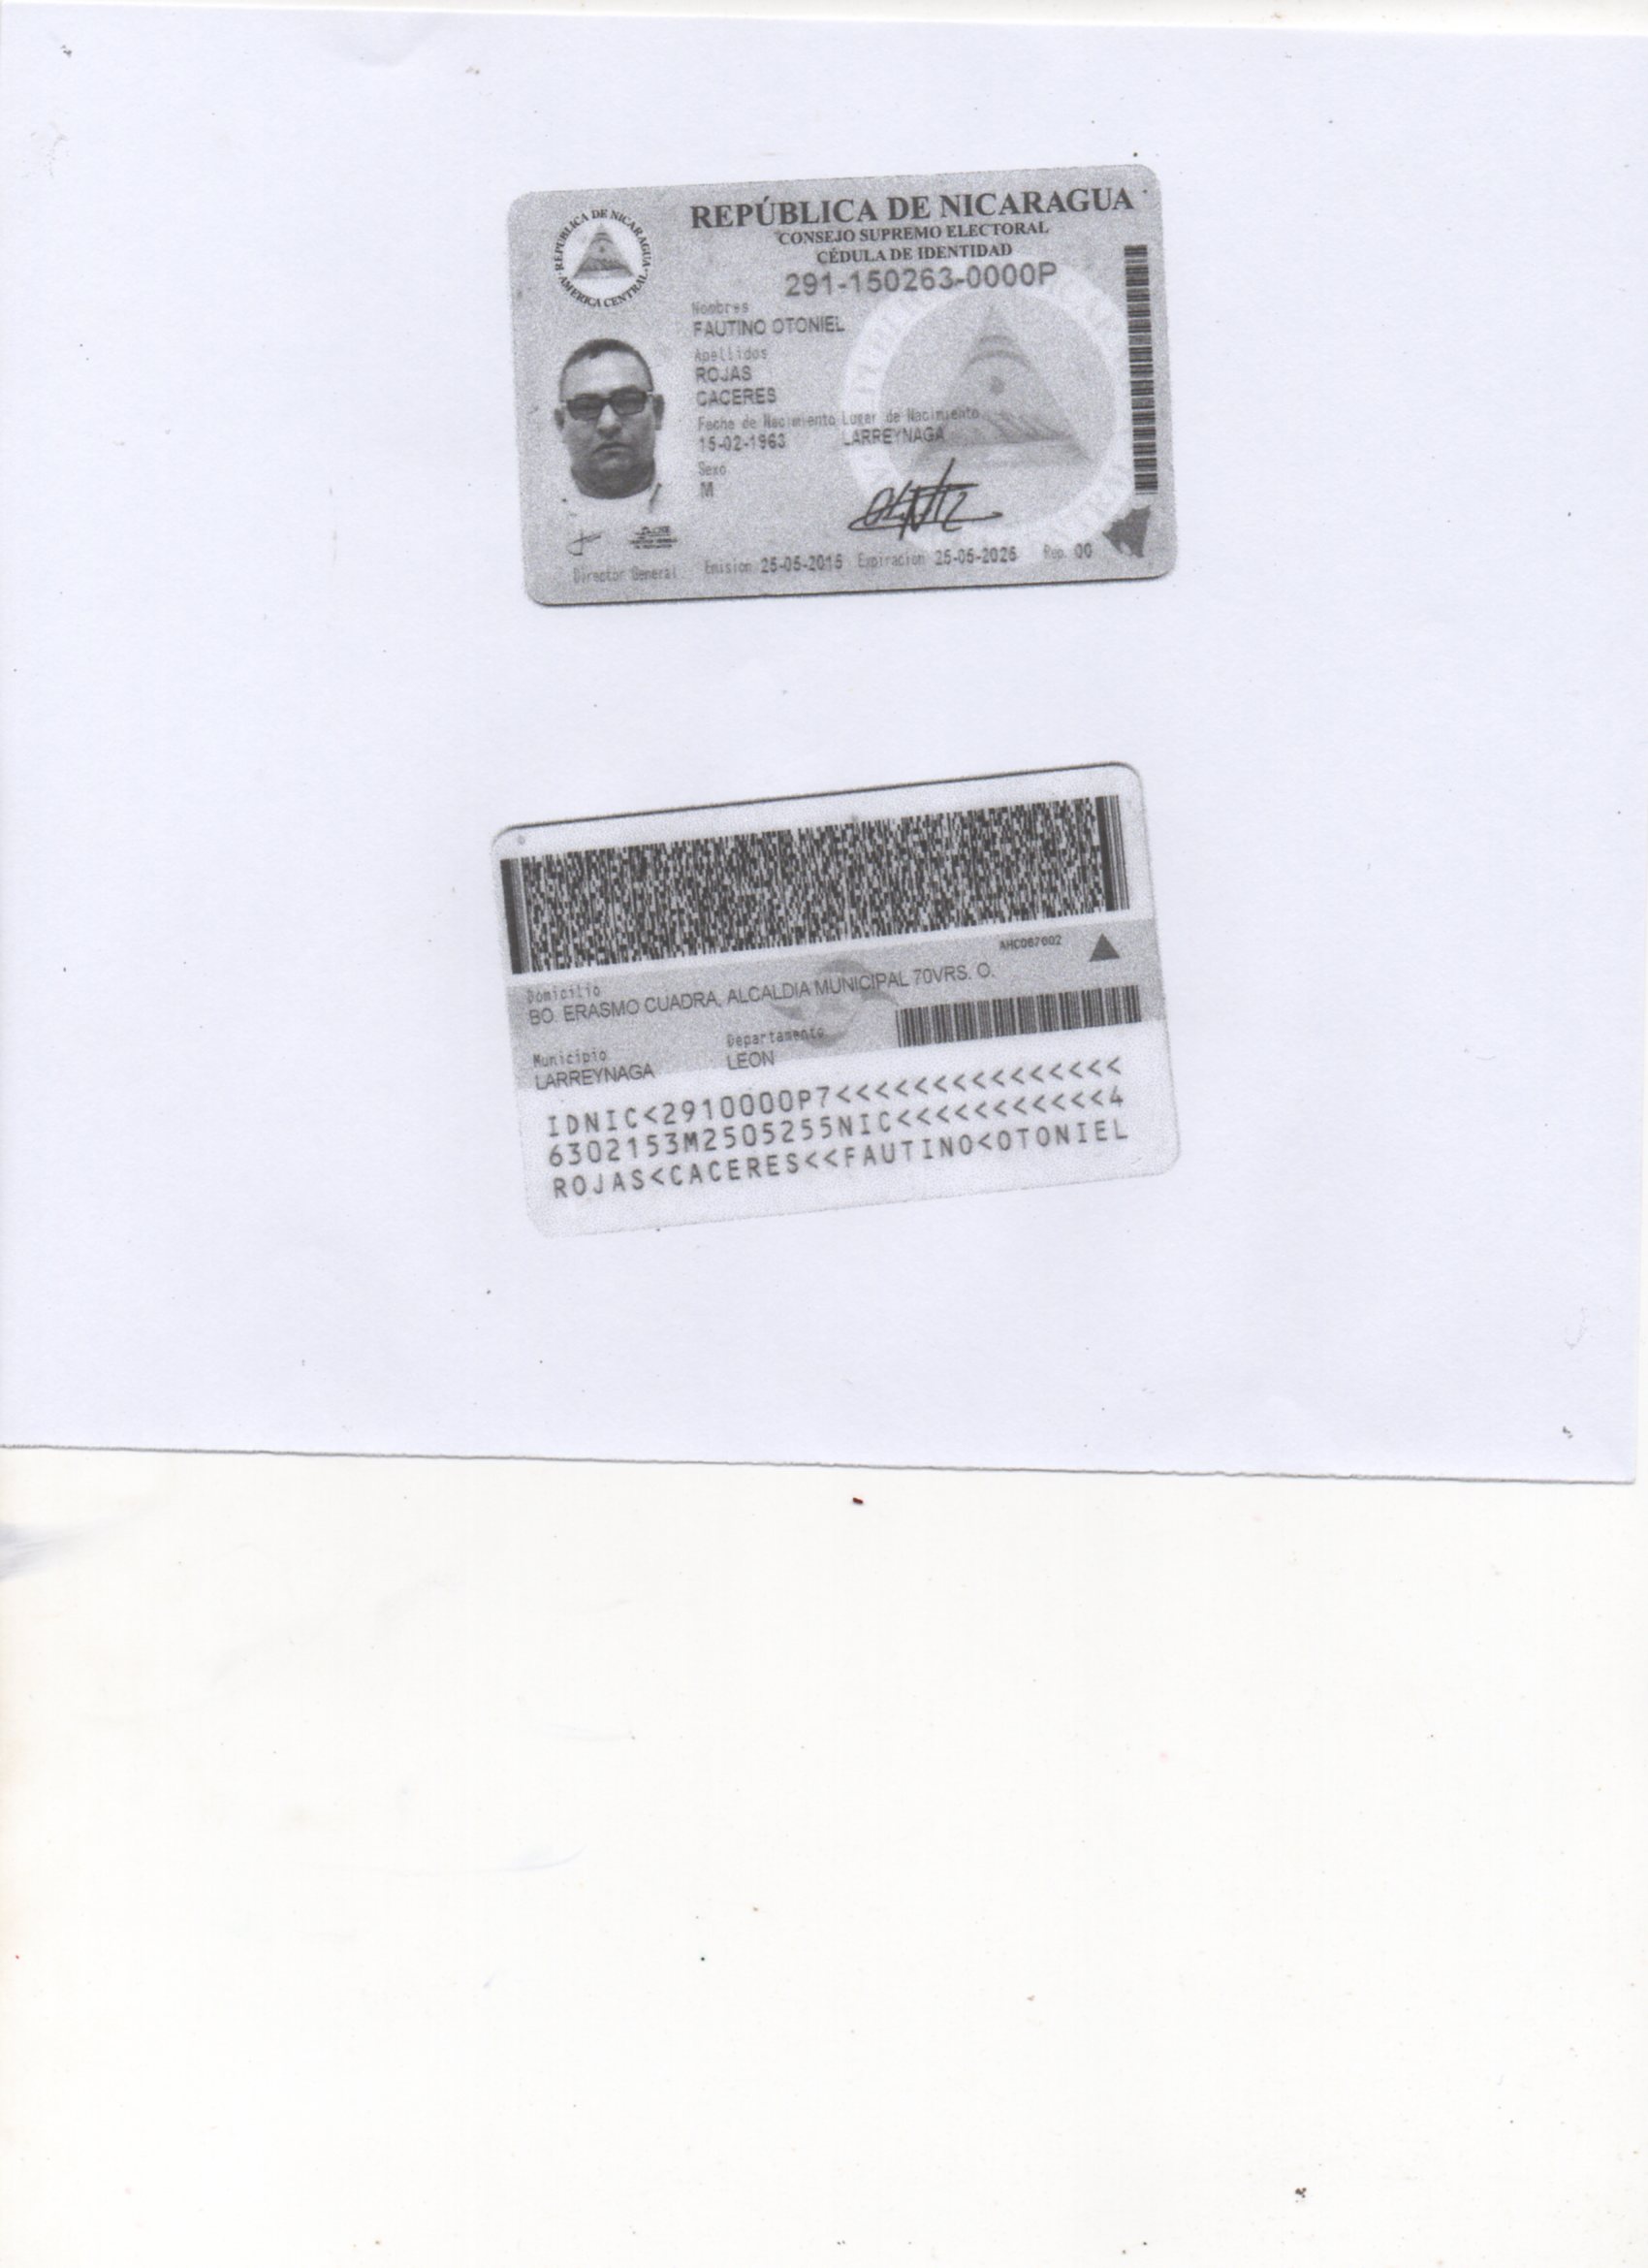 REPÚBLICA DE NICARAGUA
CONSEJO SUPREMO ELECTORAL
CÉDULA DE IDENTIDAD
291-150263-0000P
REPUBLICA DE NICARAGUA
AMERICA CENTRAL
Nombres
FAUTINO OTONIEL
Apellidos
ROJAS
CACERES
Fecha de Nacimiento Lugar de Nacimiento
15-02-1963 LARREYNAGA
Sexo
M
Director General Emision 25-05-2015 Expiracion 25-05-2025 Rep. 00
AHC067002
Domicilio
BO. ERASMO CUADRA, ALCALDIA MUNICIPAL 70VRS. O.
Municipio Departamento
LARREYNAGA LEON
IDNIC<2910000P7<<<<<<<<<<<<<<<
6302153M2505255NIC<<<<<<<<<<<4
ROJAS<CACERES<<FAUTINO<OTONIEL